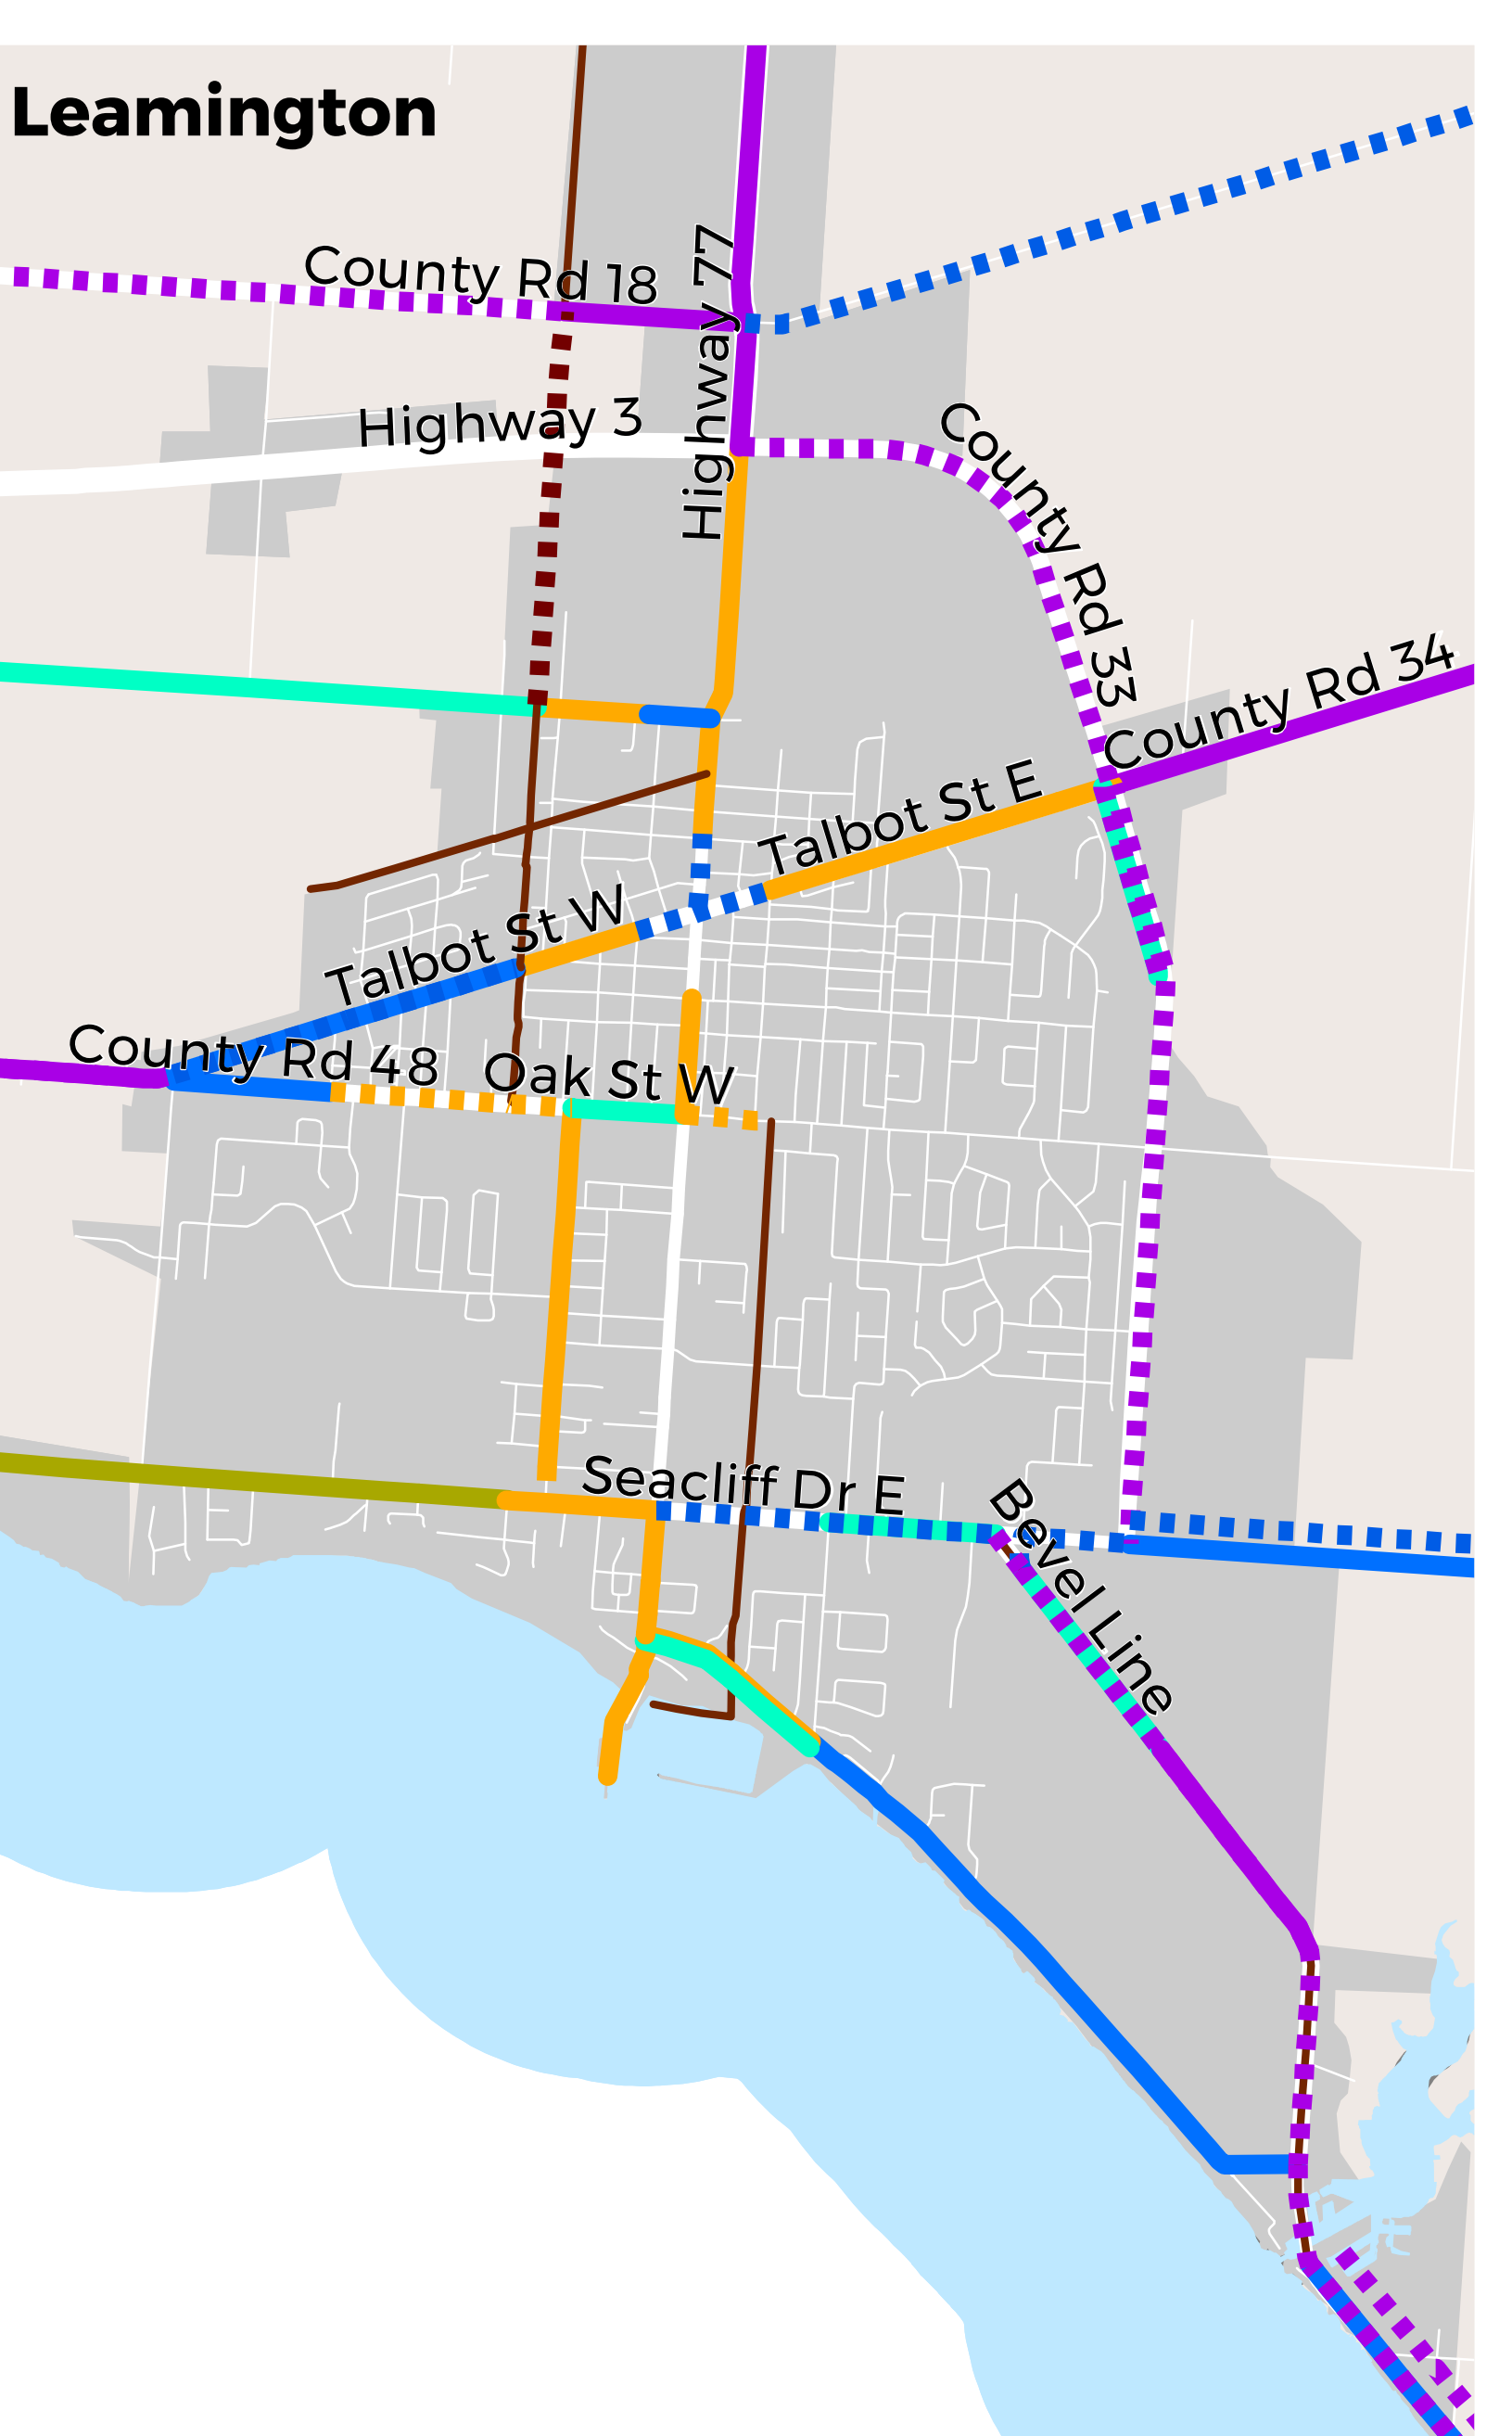 Leamington
County Rd 18
Highway 77
Highway 3
County Rd 33
County Rd 34
Talbot St E
Talbot St W
County Rd 48
Oak St W
Seacliff Dr E
Bevel Line